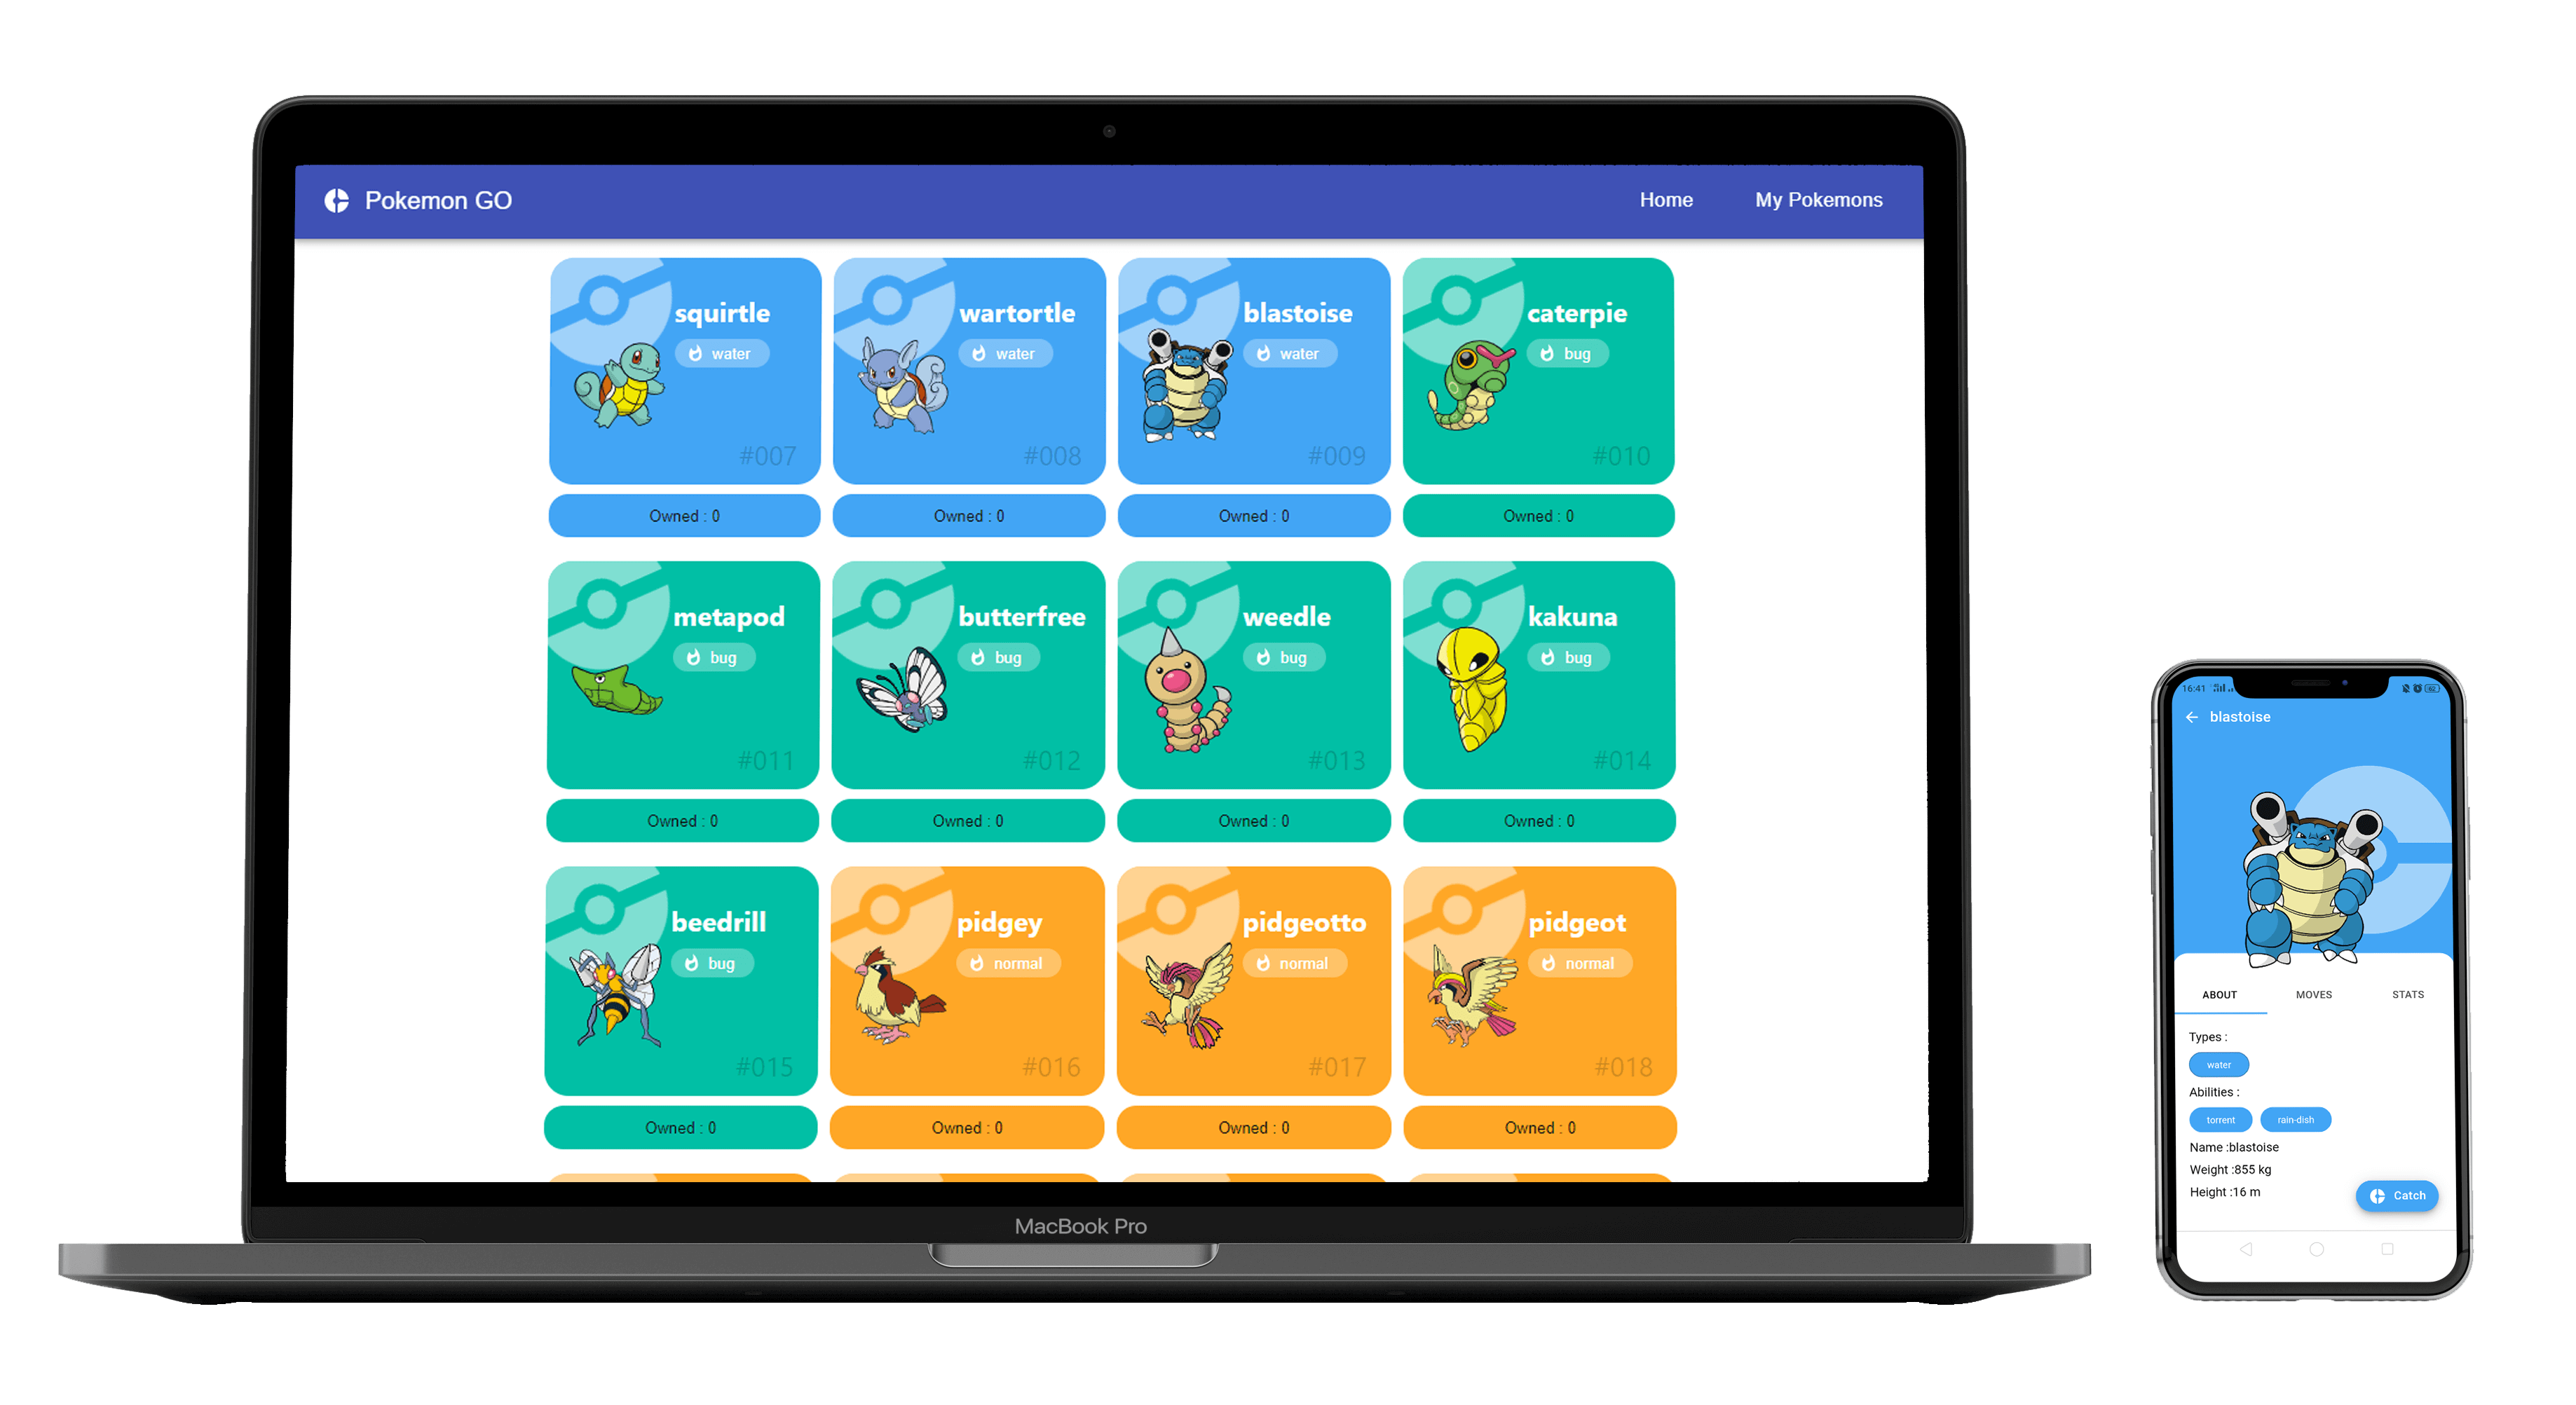 Pokemon GO
Home
My Pokemons
squirtle
water
#007
Owned : 0
wartortle
water
#008
Owned : 0
blastoise
water
#009
Owned : 0
caterpie
bug
#010
Owned : 0
metapod
bug
#011
Owned : 0
butterfree
bug
#012
Owned : 0
weedle
bug
#013
Owned : 0
kakuna
bug
#014
Owned : 0
beedrill
bug
#015
Owned : 0
pidgey
normal
#016
Owned : 0
pidgeotto
normal
#017
Owned : 0
pidgeot
normal
#018
Owned : 0
MacBook Pro
16:41
blastoise
ABOUT
MOVES
STATS
Types :
water
Abilities :
torrent
rain-dish
Name :blastoise
Weight :855 kg
Height :16 m
Catch